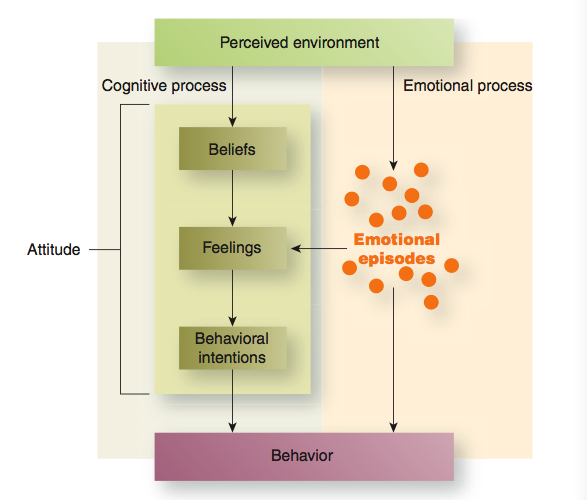 Perceived environment
Cognitive process
Emotional process
Beliefs
Attitude
Feelings
Emotional
episodes
Behavioral
intentions
Behavior